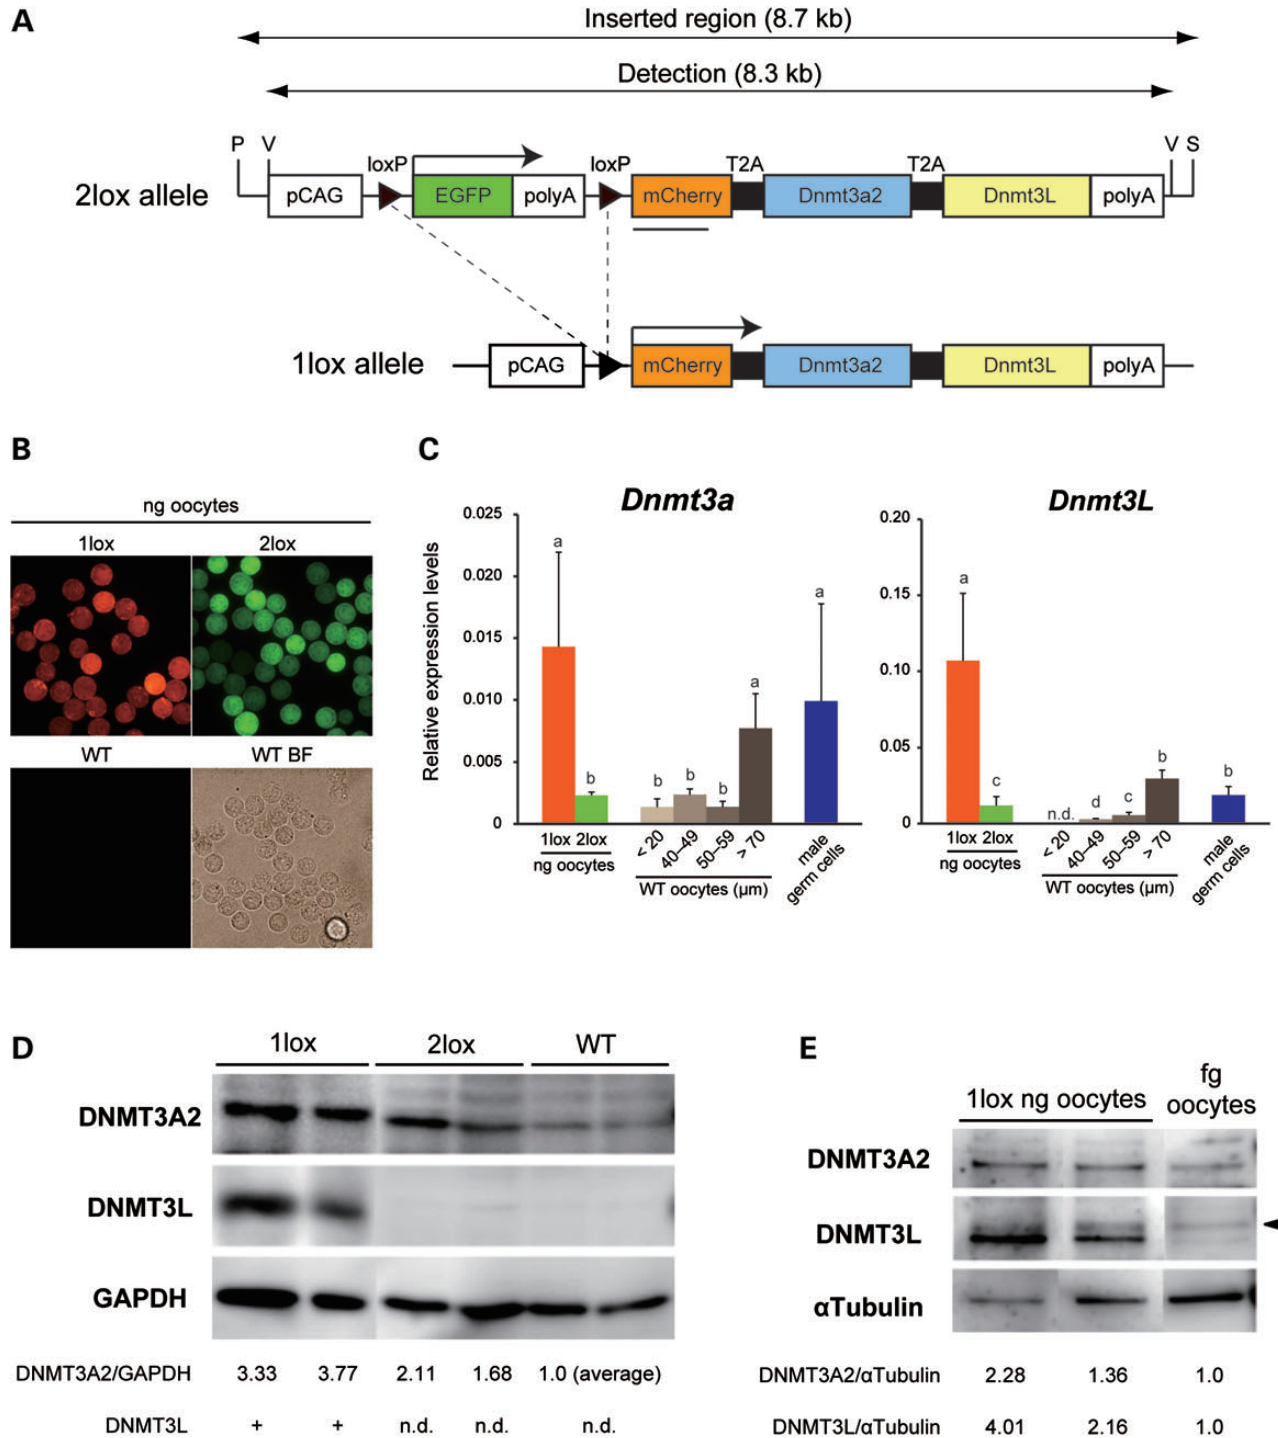 A
Inserted region (8.7 kb)
Detection (8.3 kb)
P V V S
loxP loxP T2A T2A
2lox allele pCAG EGFP polyA mCherry Dnmt3a2 Dnmt3L polyA
1lox allele pCAG mCherry Dnmt3a2 Dnmt3L polyA
B
ng oocytes
1lox 2lox
WT WT BF
C
Dnmt3a
Relative expression levels
0.025
0.020
0.015
0.010
0.005
0
a b b b b a a
1lox 2lox
ng oocytes
< 20 40–49 50–59 > 70
WT oocytes (µm)
male
germ cells
Dnmt3L
0.20
0.15
0.10
0.05
0
a c n.d. d c b b
1lox 2lox
ng oocytes
< 20 40–49 50–59 > 70
WT oocytes (µm)
male
germ cells
D
1lox 2lox WT
DNMT3A2
DNMT3L
GAPDH
DNMT3A2/GAPDH 3.33 3.77 2.11 1.68 1.0 (average)
DNMT3L + + n.d. n.d. n.d.
E
1lox ng oocytes
fg
oocytes
DNMT3A2
DNMT3L
αTubulin
DNMT3A2/αTubulin 2.28 1.36 1.0
DNMT3L/αTubulin 4.01 2.16 1.0